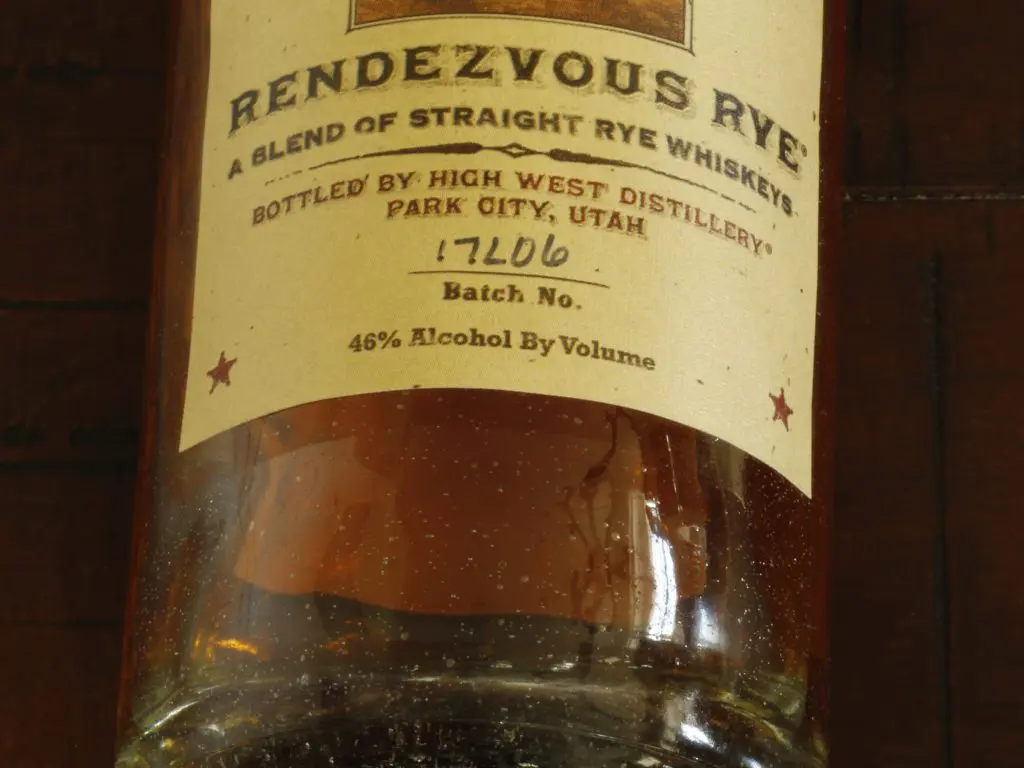 RENDEZVOUS RYE®
A BLEND OF STRAIGHT RYE WHISKEYS
BOTTLED BY HIGH WEST DISTILLERY®
PARK CITY, UTAH
17L06
Batch No.
46% Alcohol By Volume